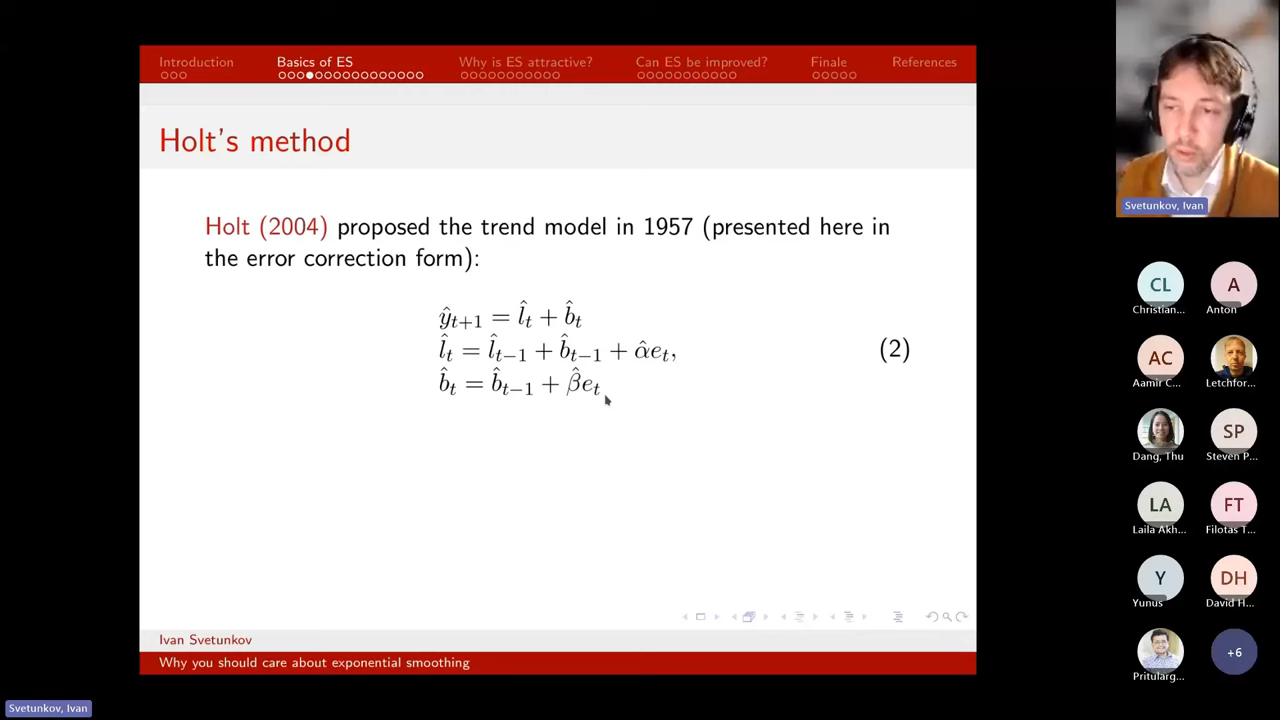 Introduction
Basics of ES
Why is ES attractive?
Can ES be improved?
Finale
References
Holt's method
Holt (2004) proposed the trend model in 1957 (presented here in
the error correction form):
ŷ_{t+1} = l̂_t + b̂_t
l̂_t = l̂_{t−1} + b̂_{t−1} + α̂e_t,
(2)
b̂_t = b̂_{t−1} + β̂e_t
Ivan Svetunkov
Why you should care about exponential smoothing
Svetunkov, Ivan
CL
Christian...
A
Anton
AC
Aamir C...
Letchfor...
Dang, Thu
SP
Steven P...
LA
Laila Akh...
FT
Filotas T...
Y
Yunus
DH
David H...
Pritularg...
+6
Svetunkov, Ivan